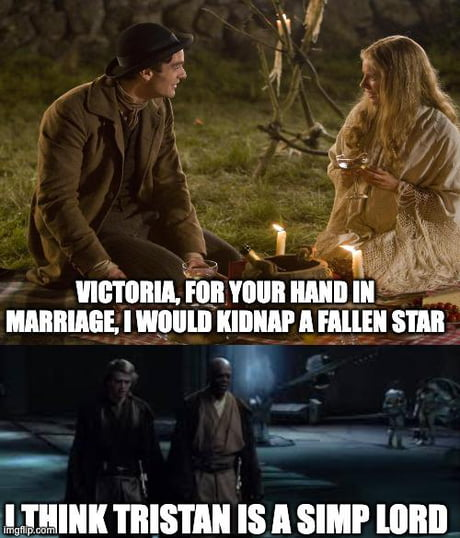 VICTORIA, FOR YOUR HAND IN
MARRIAGE, I WOULD KIDNAP A FALLEN STAR
I THINK TRISTAN IS A SIMP LORD
imgflip.com